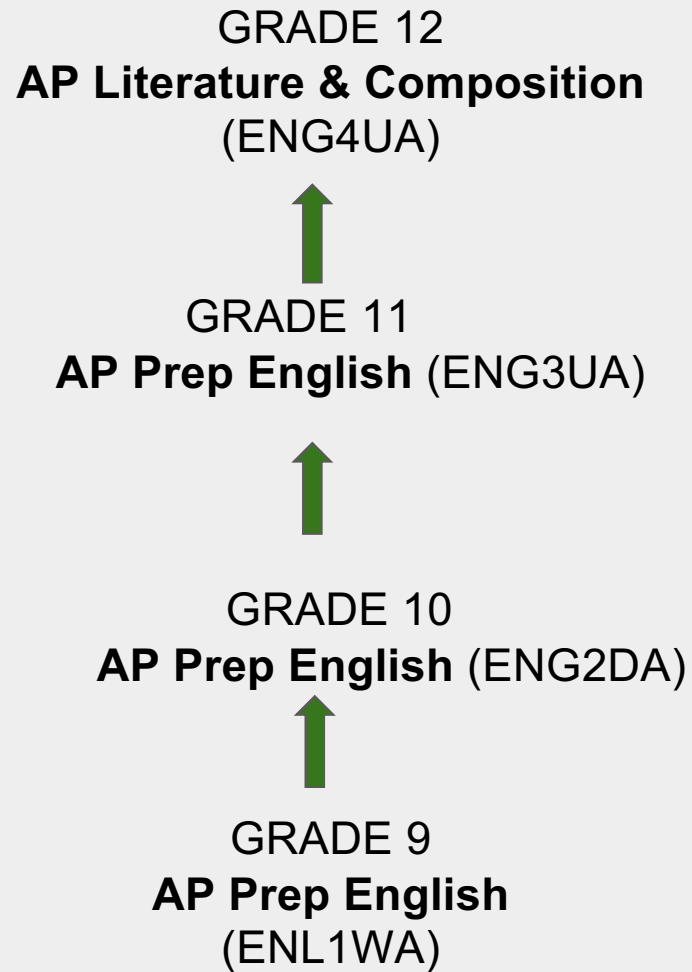 GRADE 12
AP Literature & Composition
(ENG4UA)
GRADE 11
AP Prep English (ENG3UA)
GRADE 10
AP Prep English (ENG2DA)
GRADE 9
AP Prep English
(ENL1WA)